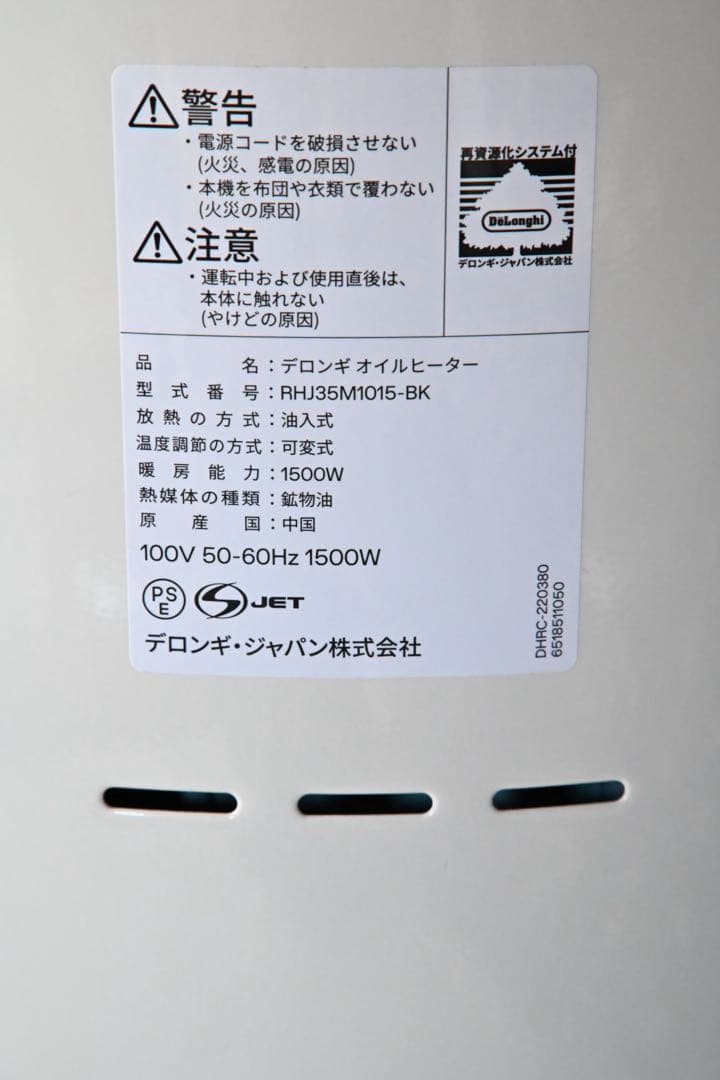 警告
・電源コードを破損させない
(火災、感電の原因)
・本機を布団や衣類で覆わない
(火災の原因)
注意
・運転中および使用直後は、
本体に触れない
(やけどの原因)
再資源化システム付
DeLonghi
デロンギ・ジャパン株式会社
品名：デロンギ オイルヒーター
型式番号：RHJ35M1015-BK
放熱の方式：油入式
温度調節の方式：可変式
暖房能力：1500W
熱媒体の種類：鉱物油
原産国：中国
100V 50-60Hz 1500W
PS
E
JET
デロンギ・ジャパン株式会社
DHRC-220380
6518511050